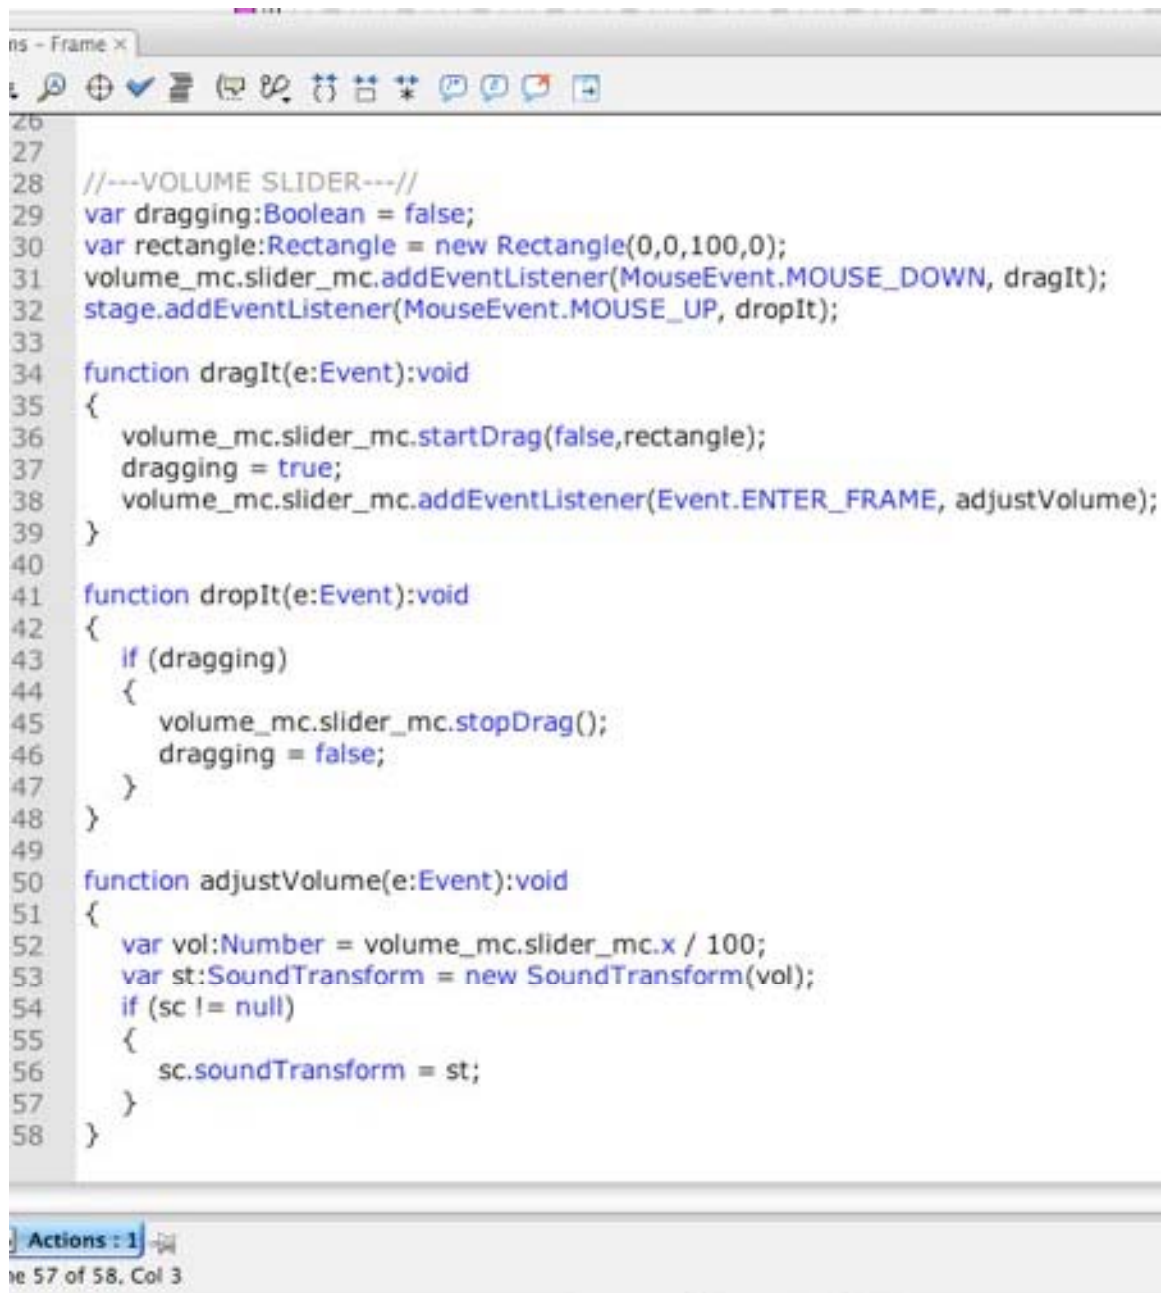 Frame ×
26
27
28 //---VOLUME SLIDER---//
29 var dragging:Boolean = false;
30 var rectangle:Rectangle = new Rectangle(0,0,100,0);
31 volume_mc.slider_mc.addEventListener(MouseEvent.MOUSE_DOWN, dragIt);
32 stage.addEventListener(MouseEvent.MOUSE_UP, dropIt);
33
34 function dragIt(e:Event):void
35 {
36 volume_mc.slider_mc.startDrag(false,rectangle);
37 dragging = true;
38 volume_mc.slider_mc.addEventListener(Event.ENTER_FRAME, adjustVolume);
39 }
40
41 function dropIt(e:Event):void
42 {
43 if (dragging)
44 {
45 volume_mc.slider_mc.stopDrag();
46 dragging = false;
47 }
48 }
49
50 function adjustVolume(e:Event):void
51 {
52 var vol:Number = volume_mc.slider_mc.x / 100;
53 var st:SoundTransform = new SoundTransform(vol);
54 if (sc != null)
55 {
56 sc.soundTransform = st;
57 }
58 }
Actions : 1
57 of 58, Col 3